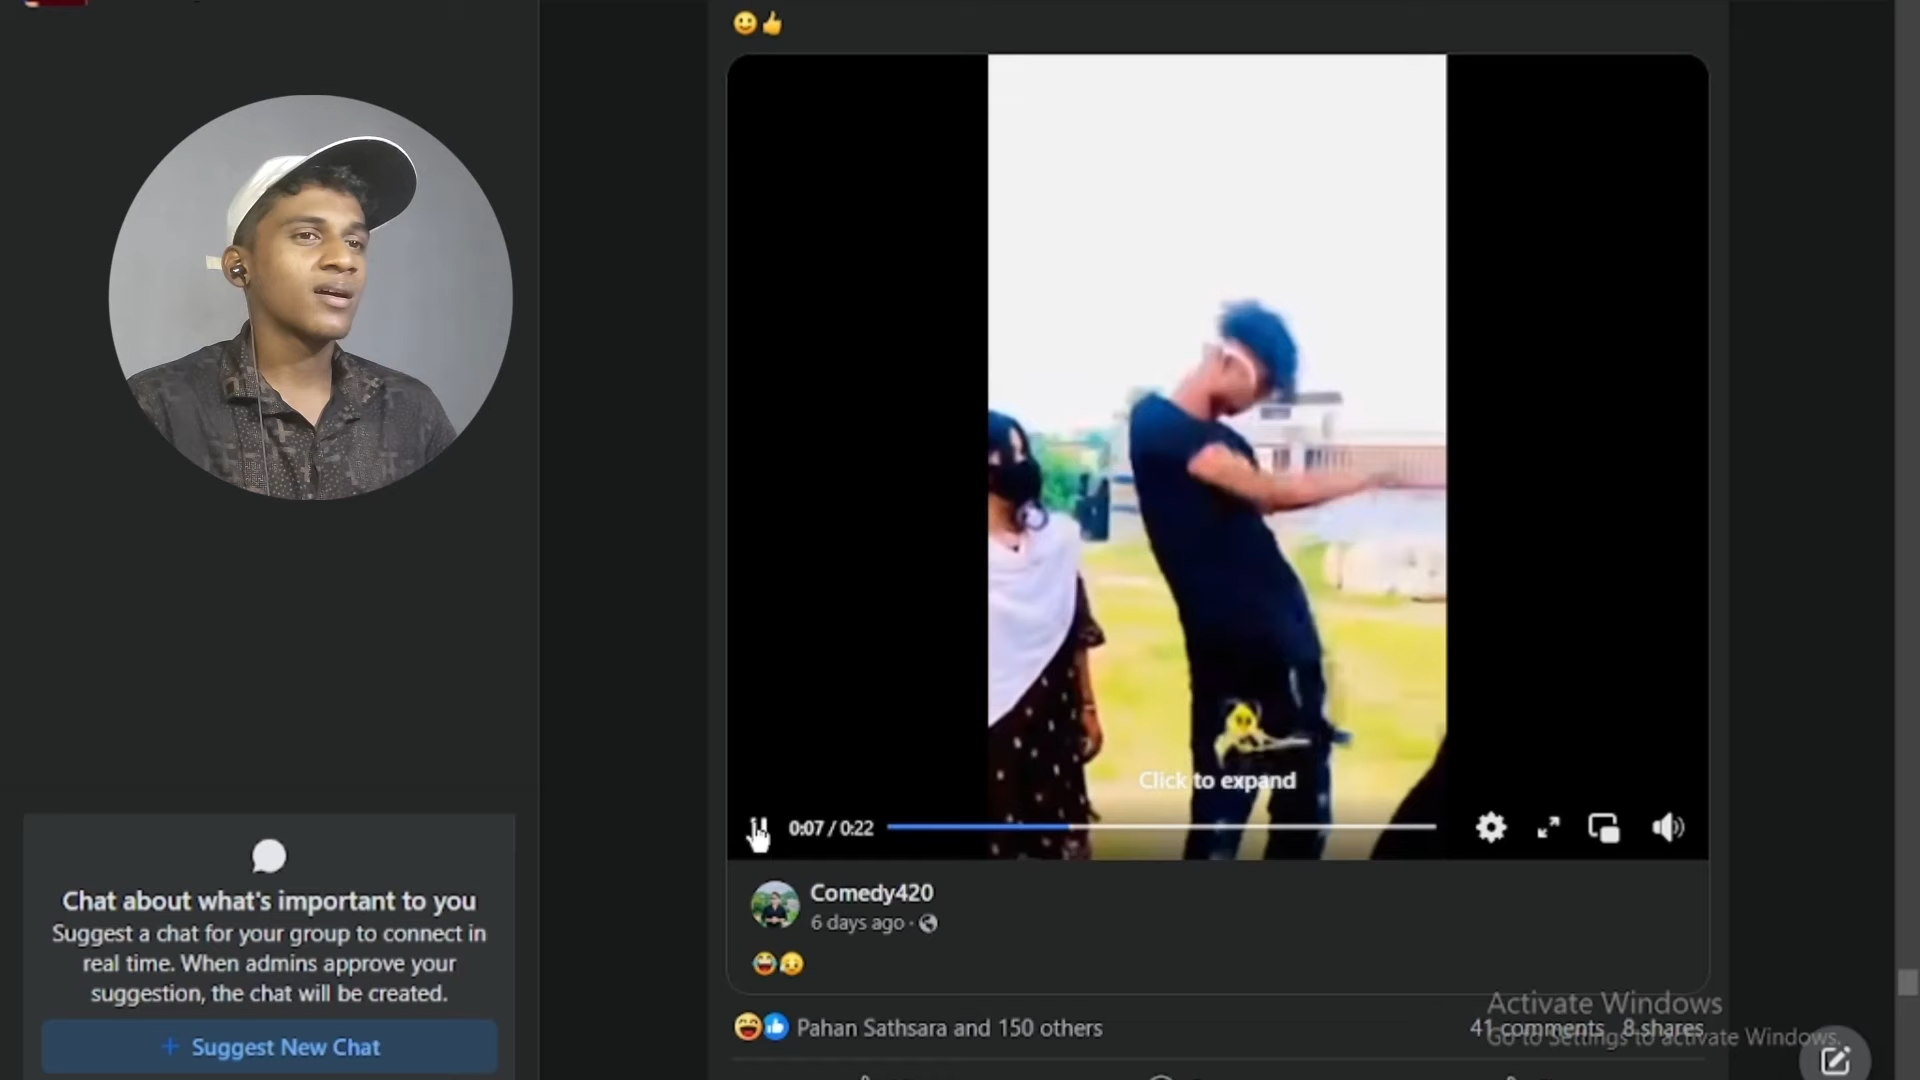 Click to expand
0:07 / 0:22
Comedy420
6 days ago ·
Pahan Sathsara and 150 others
41 comments 8 shares
Activate Windows
Go to Settings to activate Windows.
Chat about what's important to you
Suggest a chat for your group to connect in
real time. When admins approve your
suggestion, the chat will be created.
+ Suggest New Chat